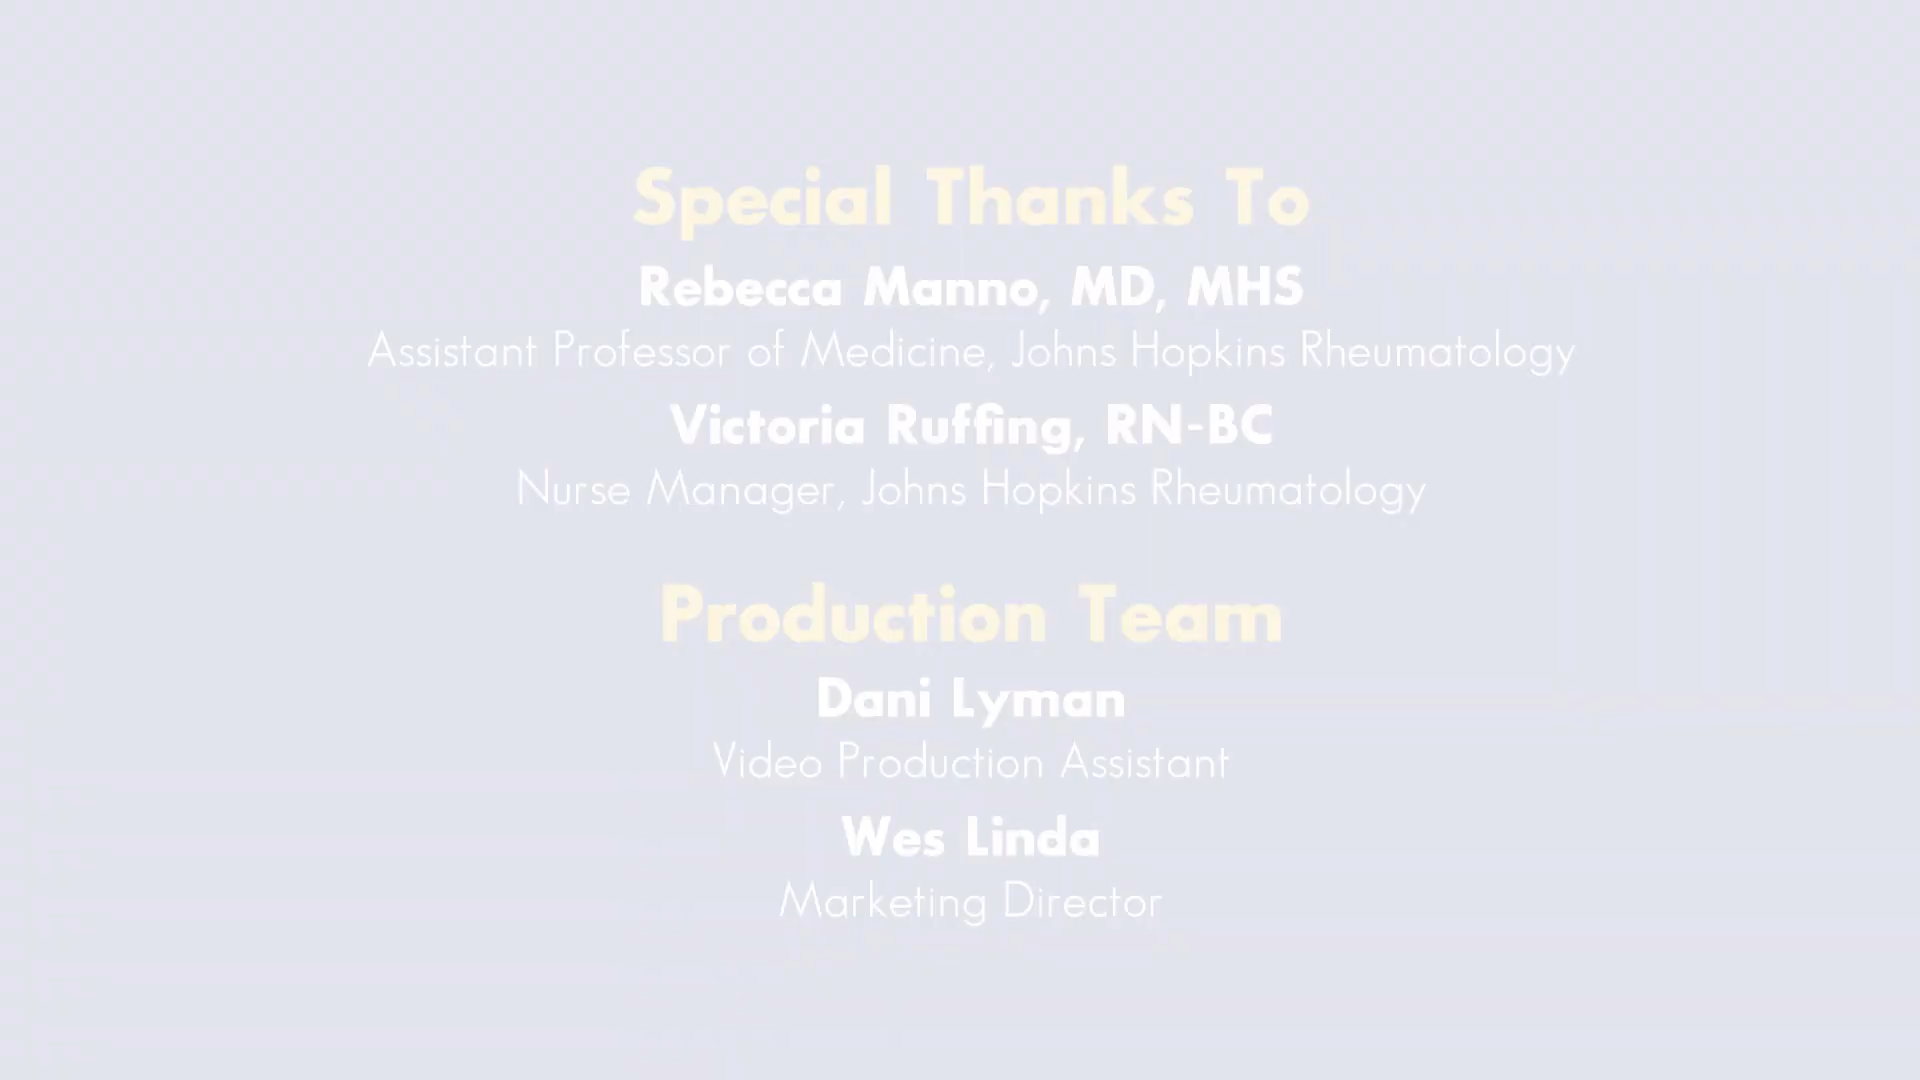 Special Thanks To
Rebecca Manno, MD, MHS
Assistant Professor of Medicine, Johns Hopkins Rheumatology
Victoria Ruffing, RN-BC
Nurse Manager, Johns Hopkins Rheumatology
Production Team
Dani Lyman
Video Production Assistant
Wes Linda
Marketing Director